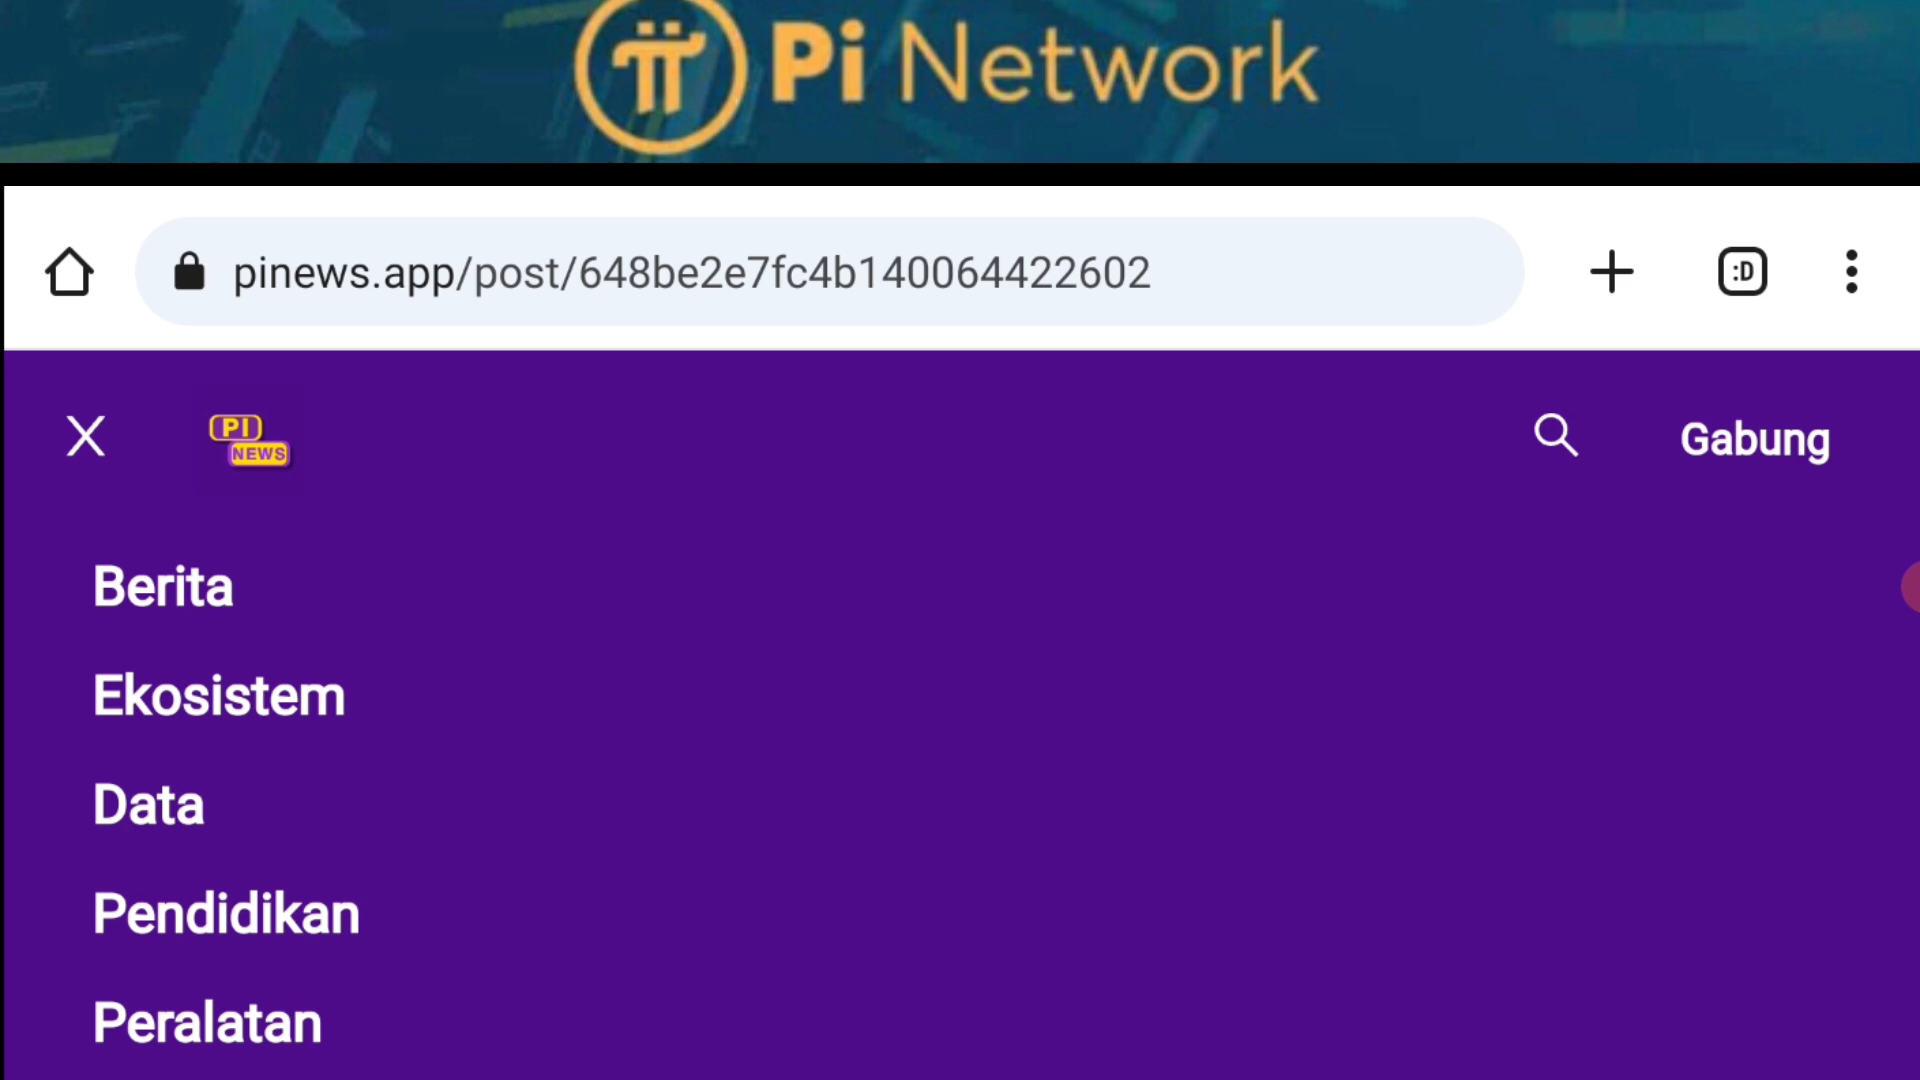 Pi Network
pinews.app/post/648be2e7fc4b140064422602
:D
PI
NEWS
Gabung
Berita
Ekosistem
Data
Pendidikan
Peralatan